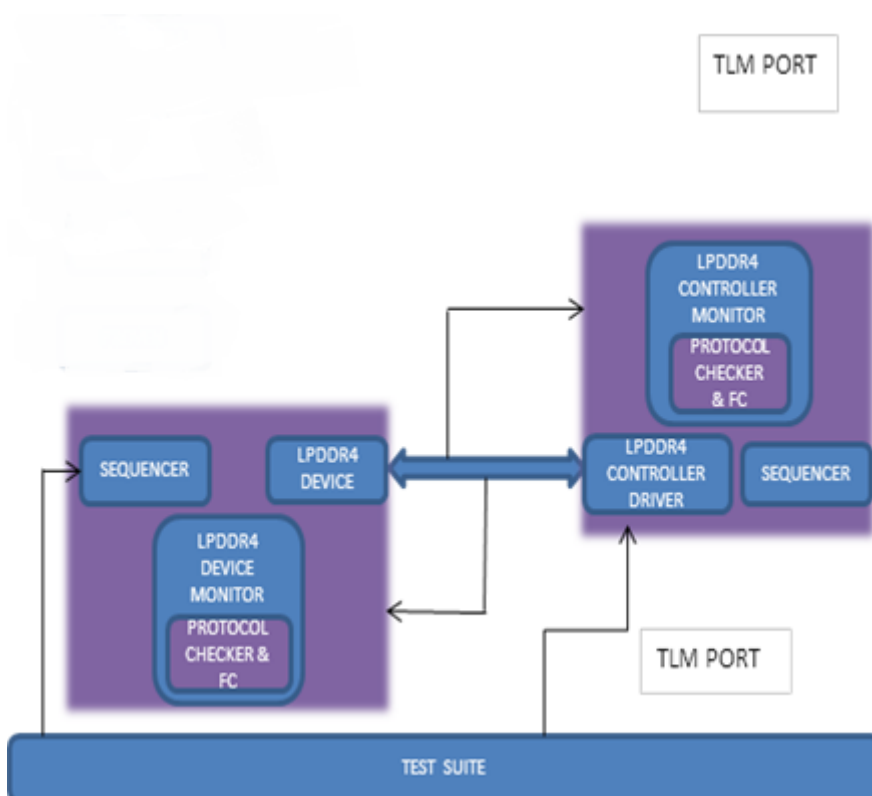 TLM PORT
LPDDR4
CONTROLLER
MONITOR
PROTOCOL
CHECKER
& FC
LPDDR4
CONTROLLER
DRIVER
SEQUENCER
SEQUENCER
LPDDR4
DEVICE
LPDDR4
DEVICE
MONITOR
PROTOCOL
CHECKER &
FC
TLM PORT
TEST SUITE